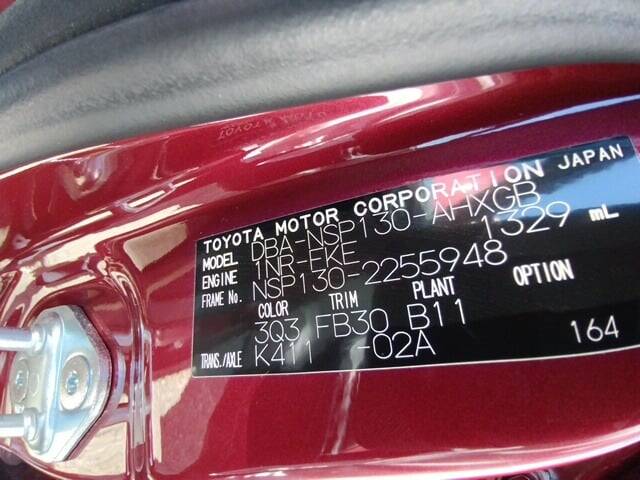 TOYOTA MOTOR CORPORATION JAPAN
MODEL DBA-NSP130-AHXGB
ENGINE 1NR-FKE 1329 mL
FRAME No. NSP130-2255948
COLOR TRIM PLANT OPTION
3Q3 FB30 B11
TRANS./AXLE K411 -02A 164